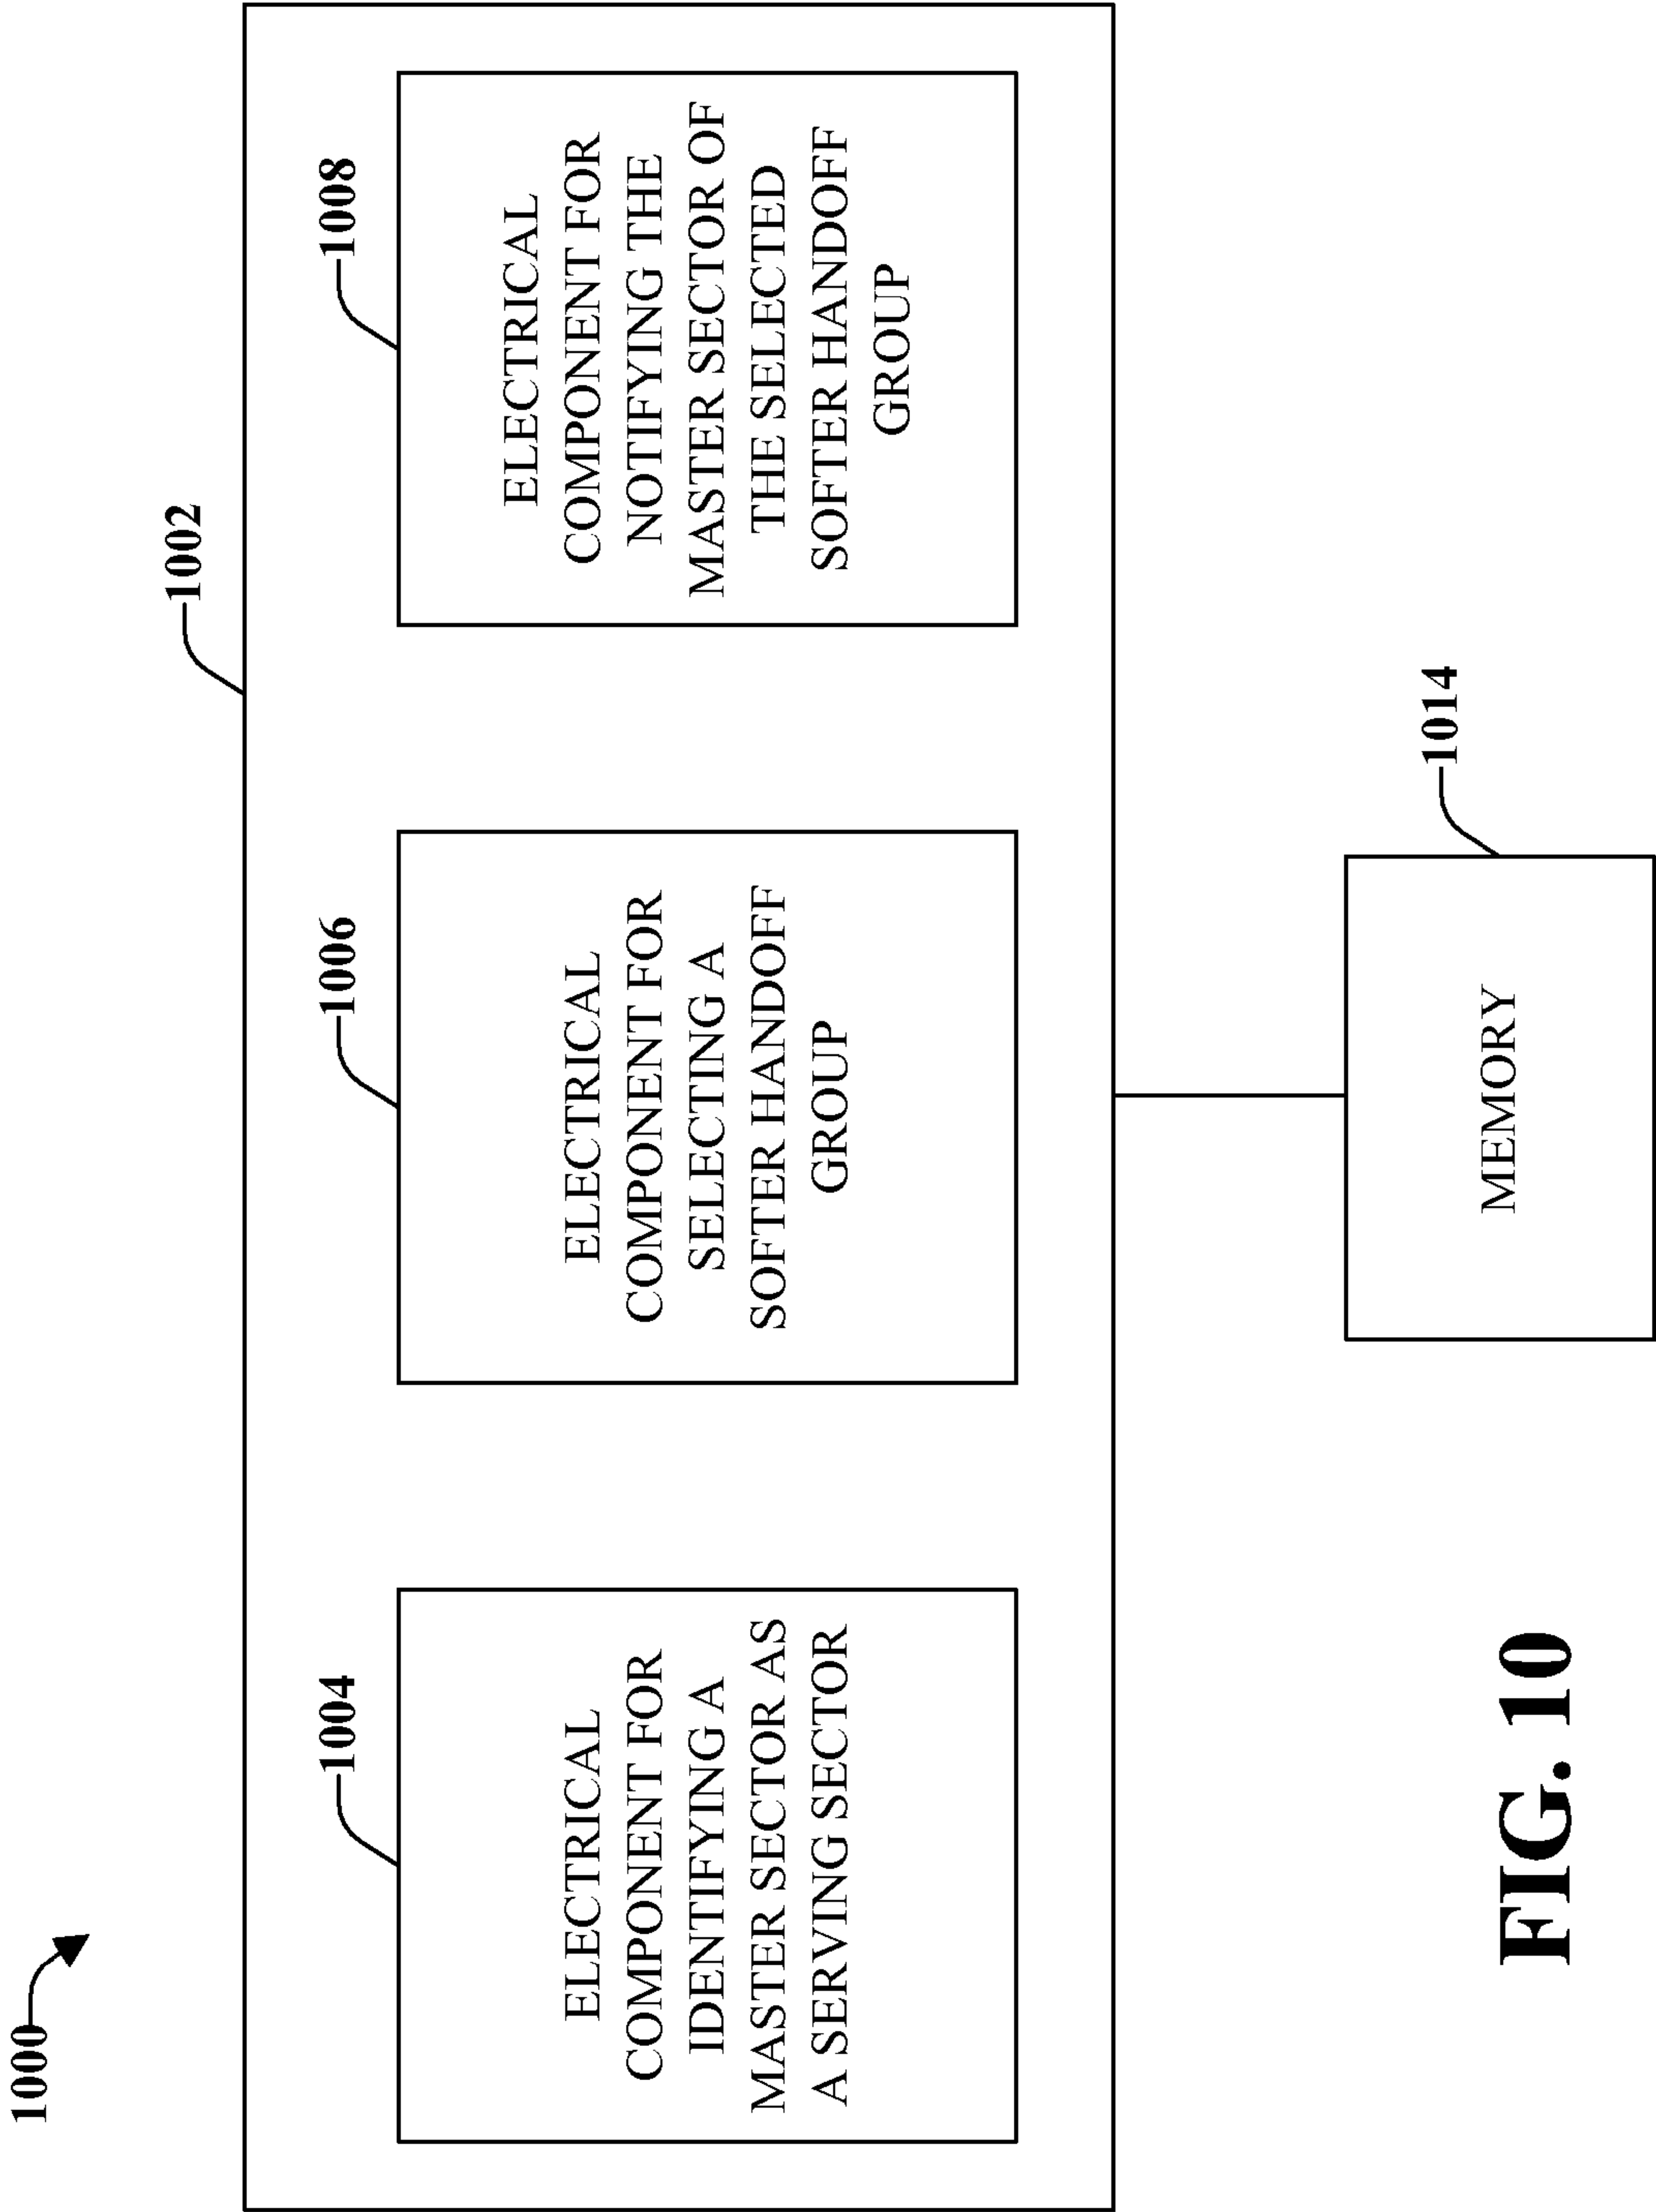 1000
1002
1004
ELECTRICAL
COMPONENT FOR
IDENTIFYING A
MASTER SECTOR AS
A SERVING SECTOR
1006
ELECTRICAL
COMPONENT FOR
SELECTING A
SOFTER HANDOFF
GROUP
1008
ELECTRICAL
COMPONENT FOR
NOTIFYING THE
MASTER SECTOR OF
THE SELECTED
SOFTER HANDOFF
GROUP
1014
MEMORY
FIG. 10